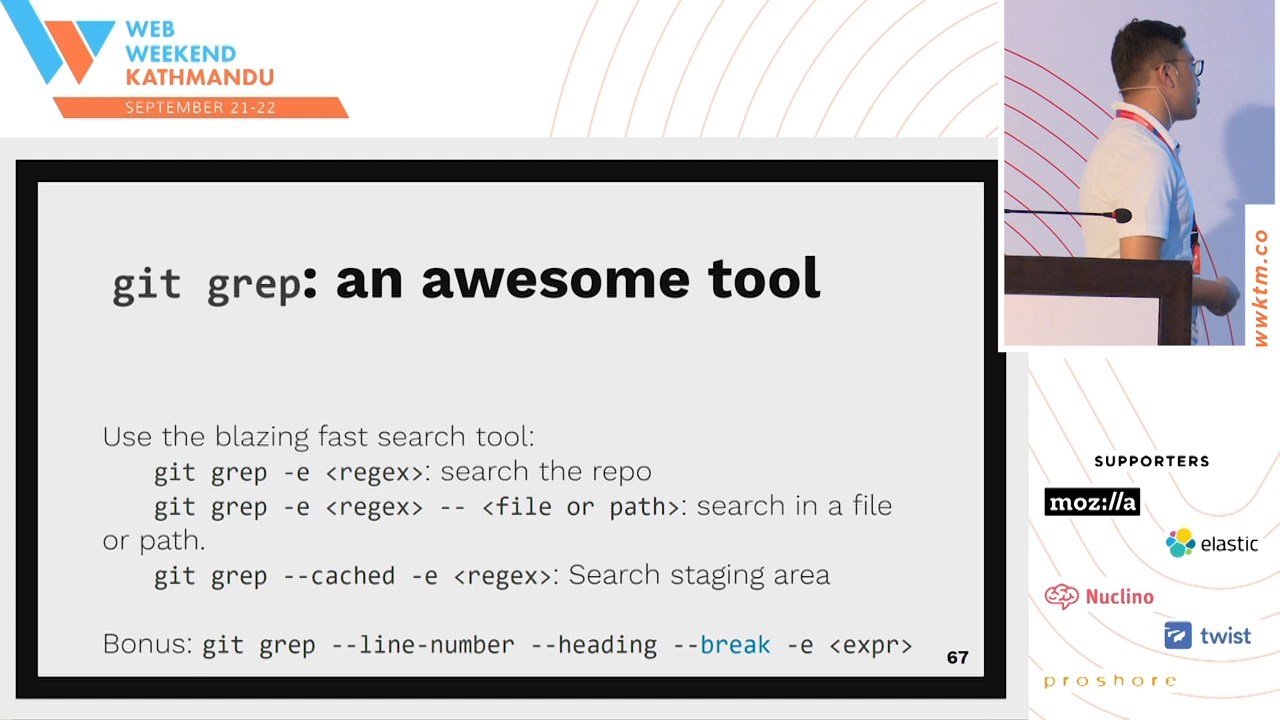 WEB
WEEKEND
KATHMANDU
SEPTEMBER 21-22
git grep: an awesome tool
Use the blazing fast search tool:
git grep -e <regex>: search the repo
git grep -e <regex> -- <file or path>: search in a file
or path.
git grep --cached -e <regex>: Search staging area
Bonus: git grep --line-number --heading --break -e <expr>
67
wwktm.co
SUPPORTERS
moz://a
elastic
Nuclino
twist
proshore